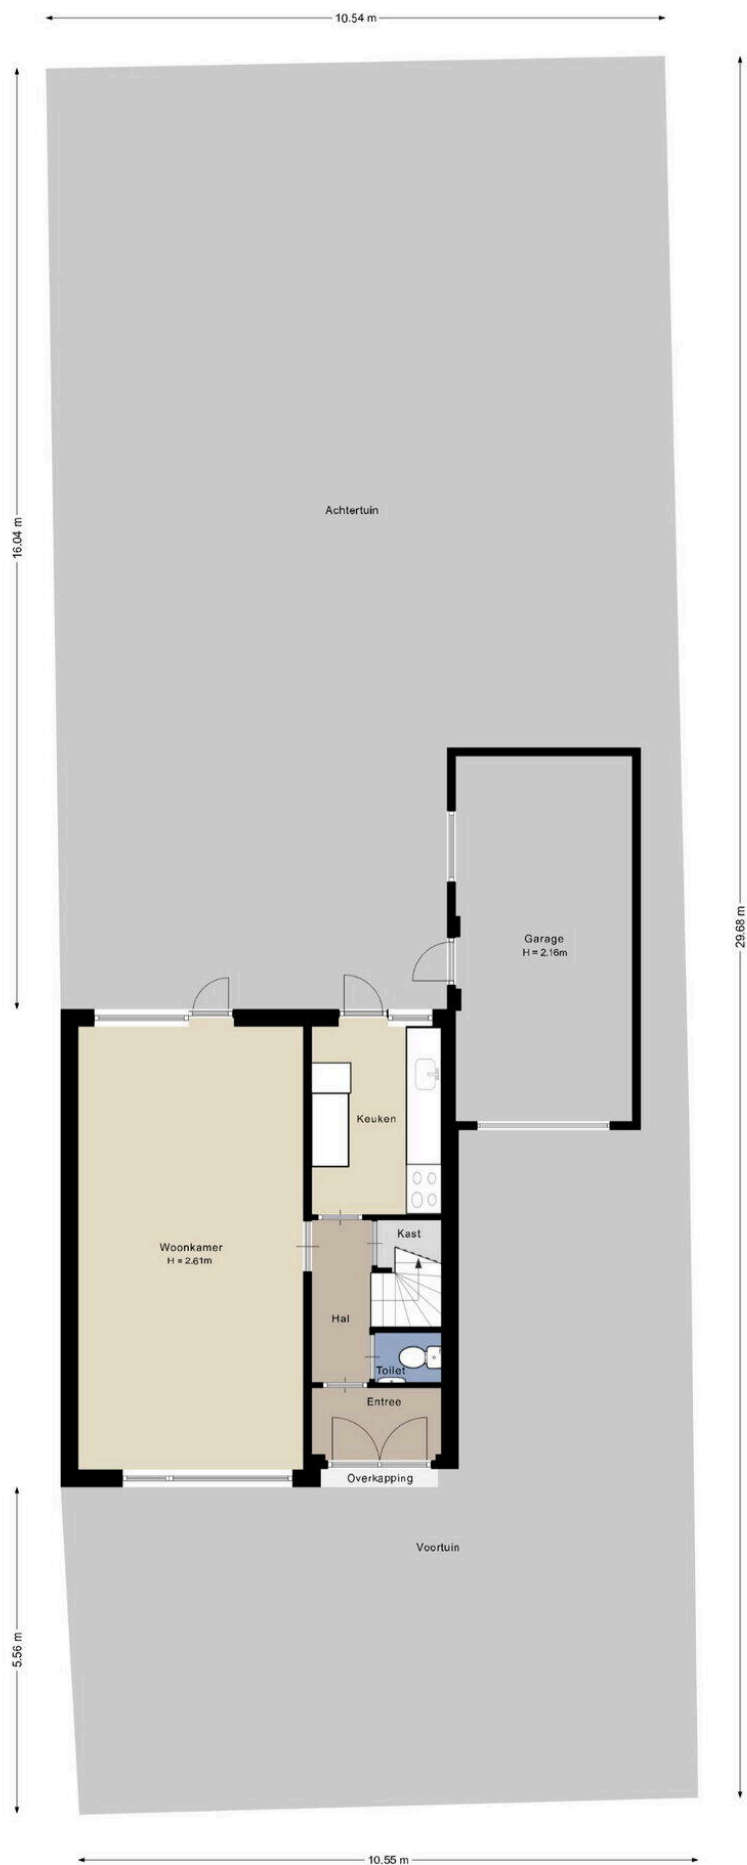 10.54 m
16.04 m
Achtertuin
29.68 m
Garage
H = 2.16m
Keuken
Kast
Woonkamer
H = 2.61m
Hal
Toilet
Entree
Overkapping
Voortuin
5.56 m
10.55 m